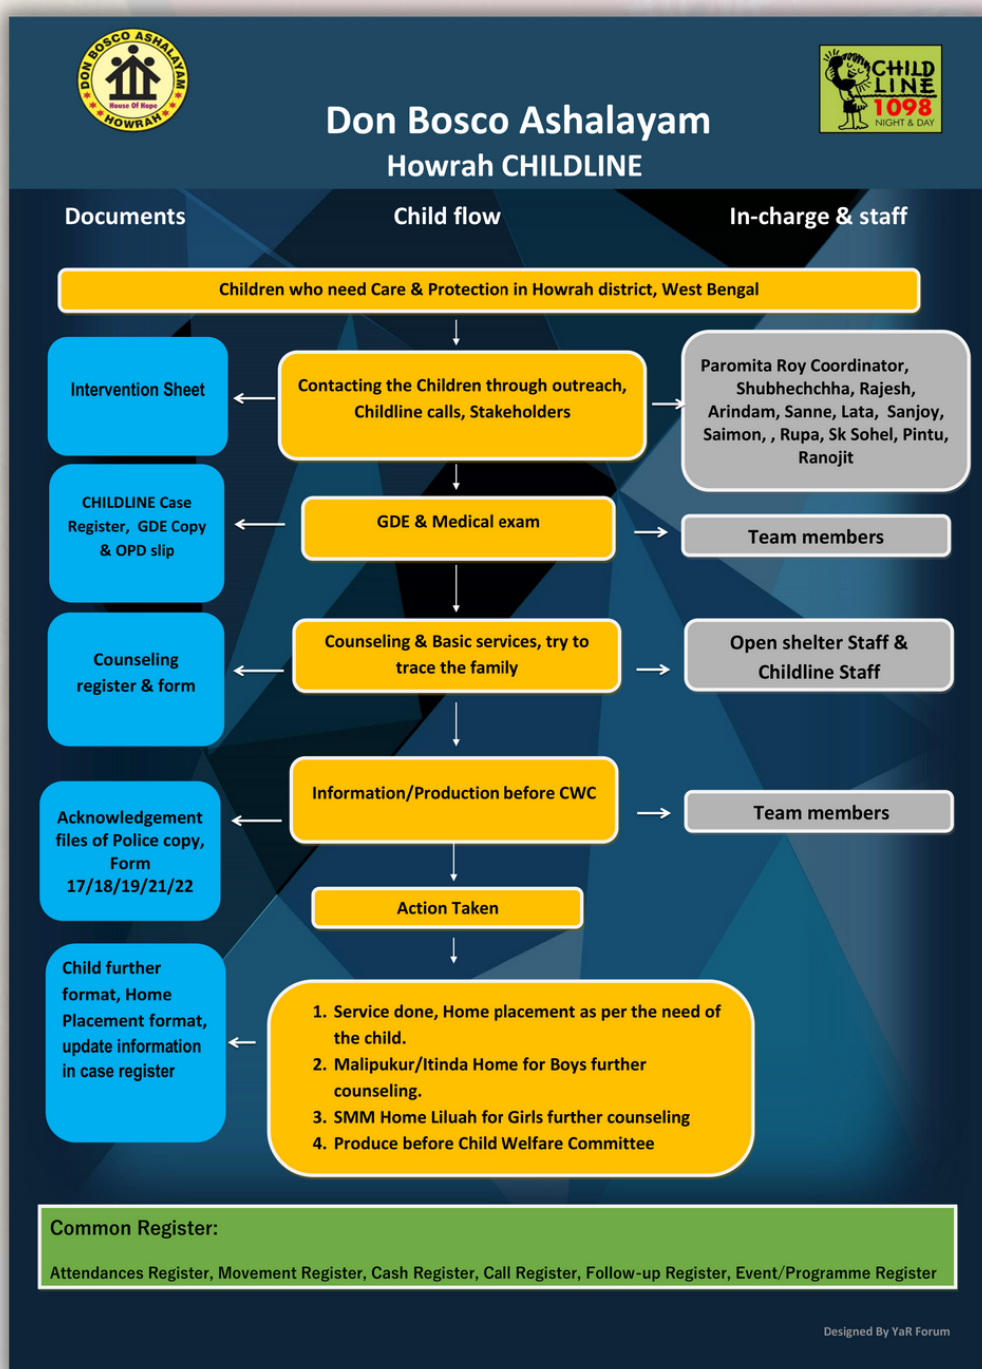 DON BOSCO ASHALAYAM
House Of Hope
HOWRAH
CHILD
LINE
1098
NIGHT & DAY
Don Bosco Ashalayam
Howrah CHILDLINE
Documents
Child flow
In-charge & staff
Children who need Care & Protection in Howrah district, West Bengal
Intervention Sheet
Contacting the Children through outreach,
Childline calls, Stakeholders
Paromita Roy Coordinator,
Shubhechchha, Rajesh,
Arindam, Sanne, Lata, Sanjoy,
Saimon, , Rupa, Sk Sohel, Pintu,
Ranojit
CHILDLINE Case
Register, GDE Copy
& OPD slip
GDE & Medical exam
Team members
Counseling
register & form
Counseling & Basic services, try to
trace the family
Open shelter Staff &
Childline Staff
Acknowledgement
files of Police copy,
Form
17/18/19/21/22
Information/Production before CWC
Team members
Action Taken
Child further
format, Home
Placement format,
update information
in case register
1. Service done, Home placement as per the need of
the child.
2. Malipukur/Itinda Home for Boys further
counseling.
3. SMM Home Liluah for Girls further counseling
4. Produce before Child Welfare Committee
Common Register:
Attendances Register, Movement Register, Cash Register, Call Register, Follow-up Register, Event/Programme Register
Designed By YaR Forum